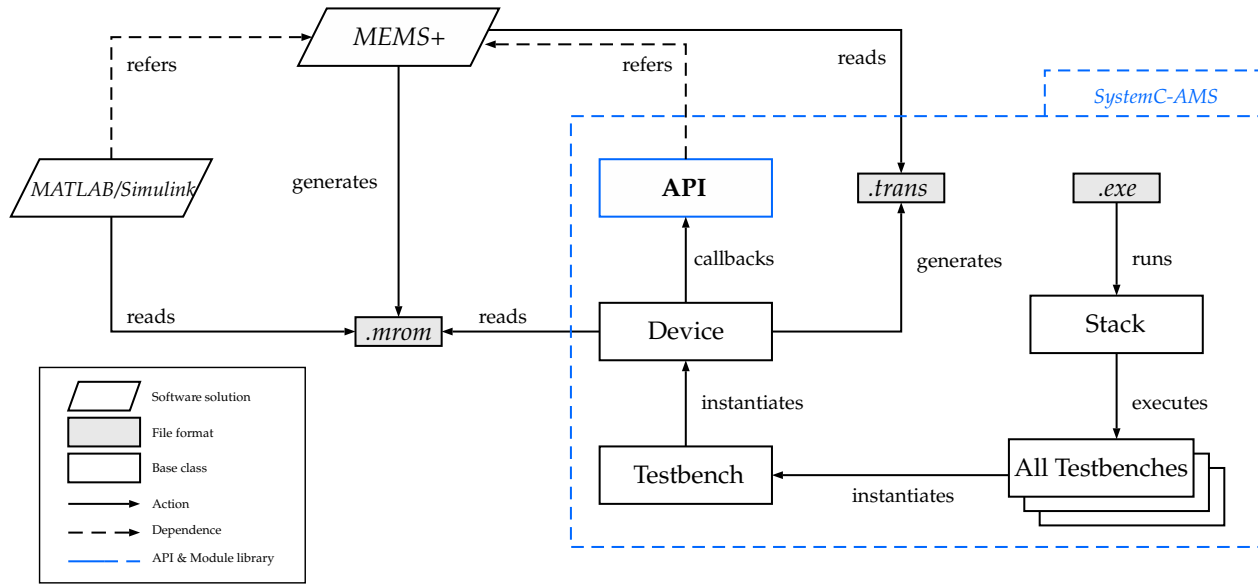 MEMS+
refers
refers
reads
SystemC-AMS
MATLAB/Simulink
generates
API
.trans
.exe
callbacks
generates
runs
reads
.mrom
reads
Device
Stack
Software solution
File format
Base class
Action
Dependence
API & Module library
instantiates
executes
Testbench
instantiates
All Testbenches